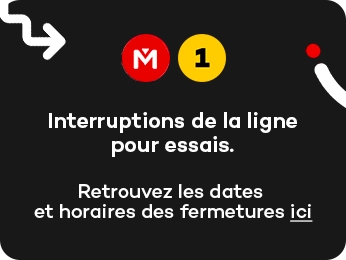 M 1
Interruptions de la ligne
pour essais.
Retrouvez les dates
et horaires des fermetures ici